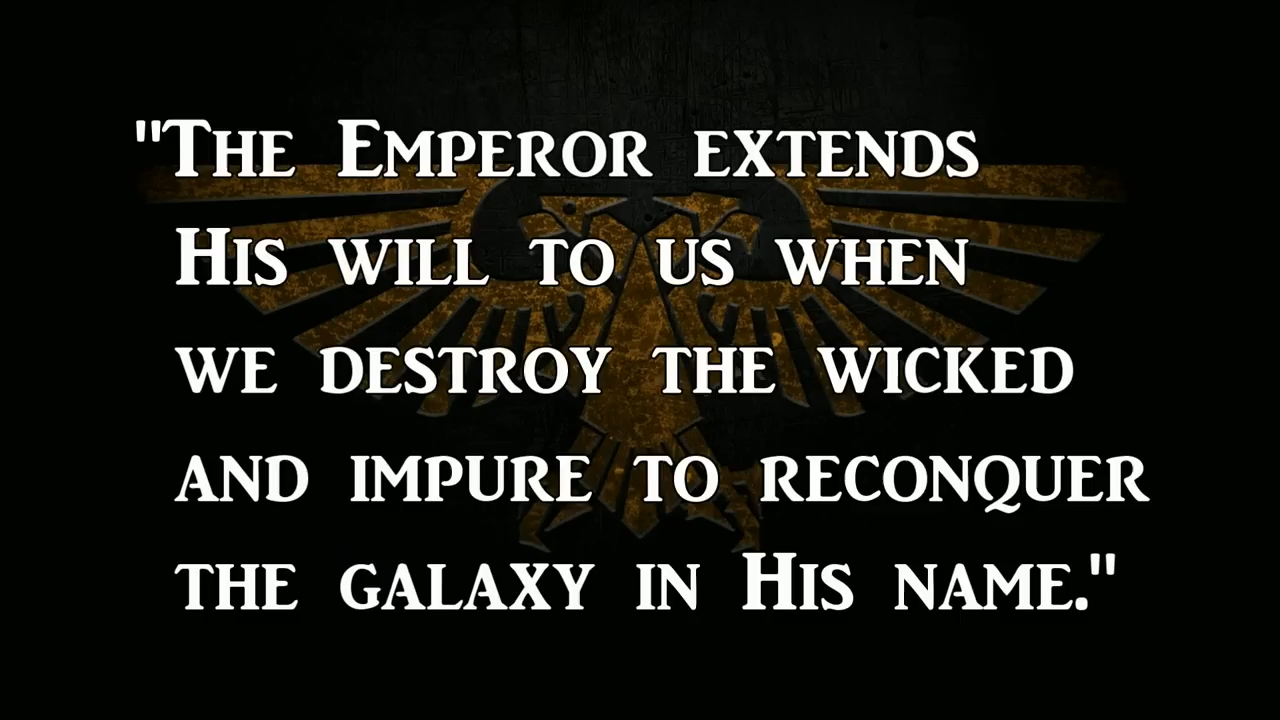 "The Emperor extends
His will to us when
we destroy the wicked
and impure to reconquer
the galaxy in His name."